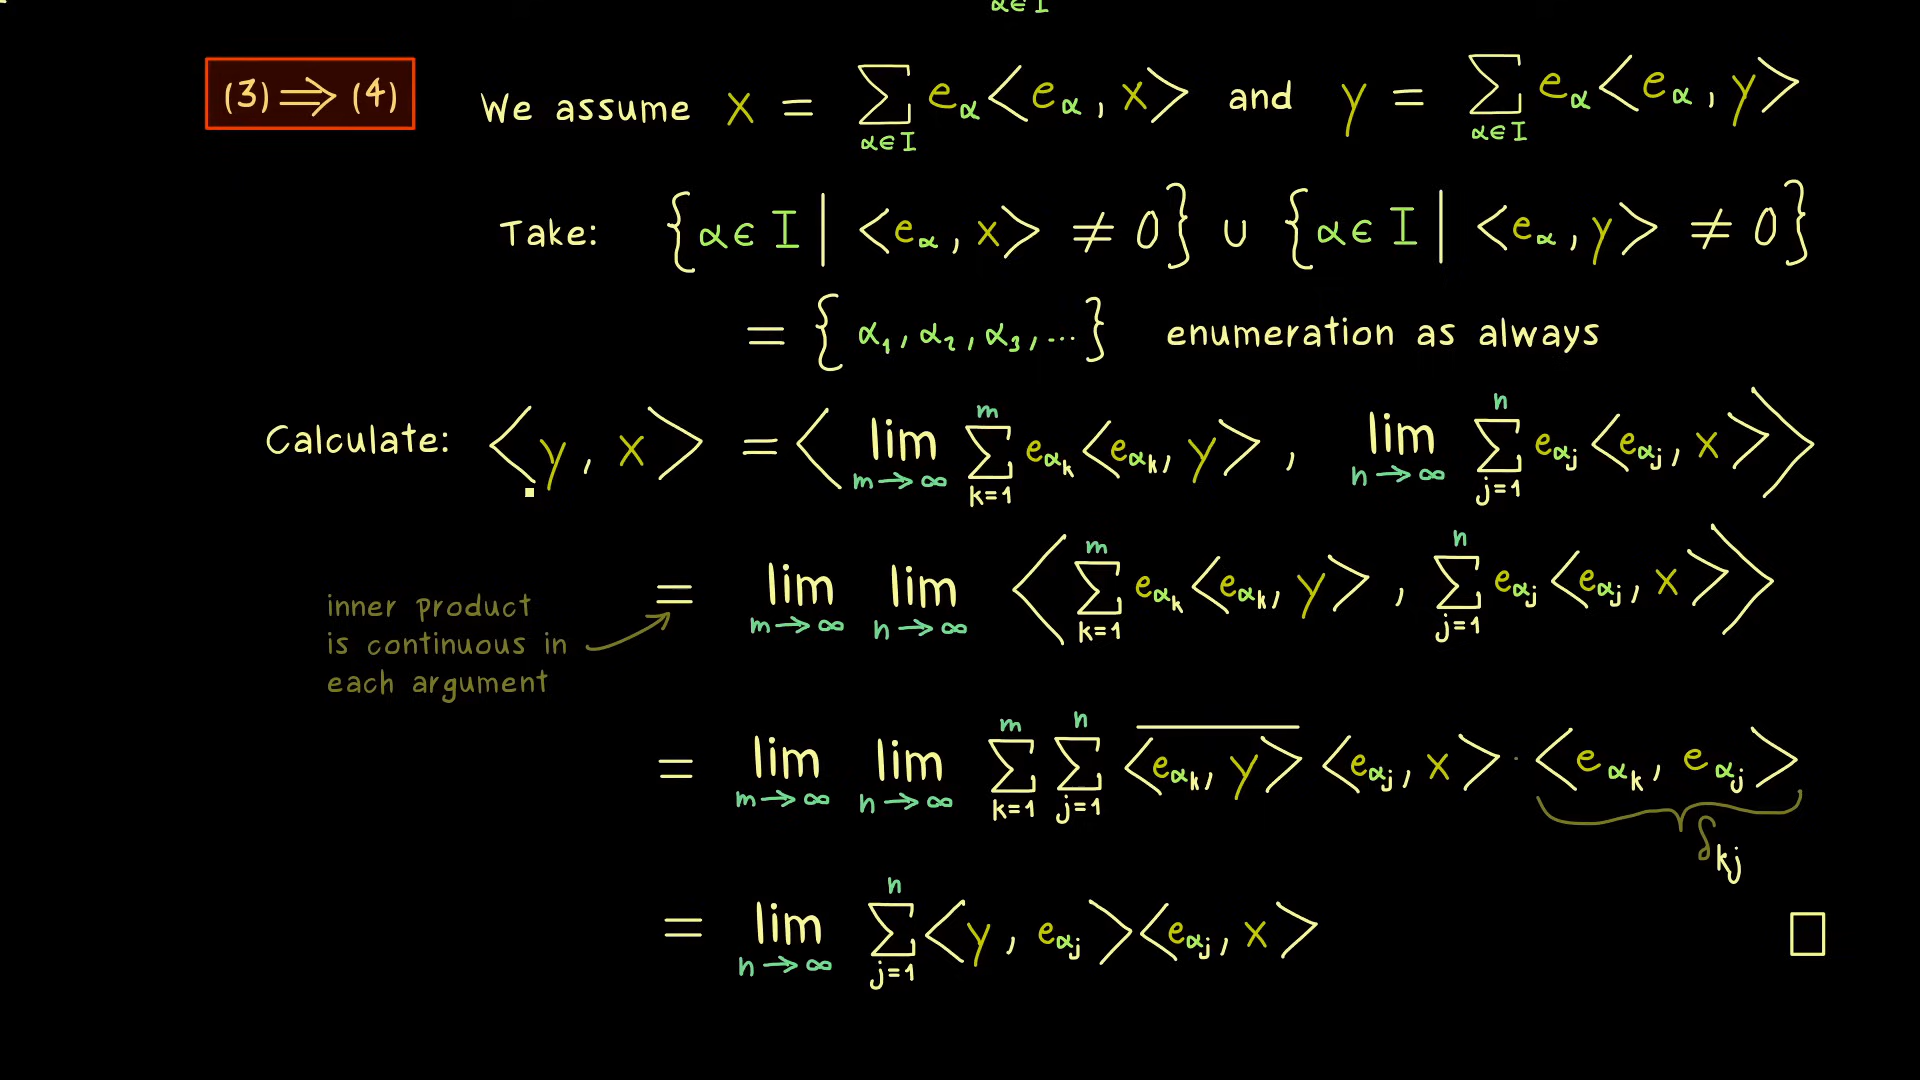 α∈I
(3)⟹(4) We assume x = ∑_{α∈I} e_α<e_α, x> and y = ∑_{α∈I} e_α<e_α, y>
Take: {α∈I | <e_α, x> ≠ 0} ∪ {α∈I | <e_α, y> ≠ 0}
= {α₁, α₂, α₃, ...} enumeration as always
Calculate: <y, x> = <lim_{m→∞} ∑_{k=1}^{m} e_{α_k}<e_{α_k}, y>, lim_{n→∞} ∑_{j=1}^{n} e_{α_j}<e_{α_j}, x>>
= lim_{m→∞} lim_{n→∞} <∑_{k=1}^{m} e_{α_k}<e_{α_k}, y>, ∑_{j=1}^{n} e_{α_j}<e_{α_j}, x>>
inner product
is continuous in
each argument
= lim_{m→∞} lim_{n→∞} ∑_{k=1}^{m} ∑_{j=1}^{n} \overline{<e_{α_k}, y>} <e_{α_j}, x> · <e_{α_k}, e_{α_j}>
δ_{kj}
= lim_{n→∞} ∑_{j=1}^{n} <y, e_{α_j}><e_{α_j}, x> □